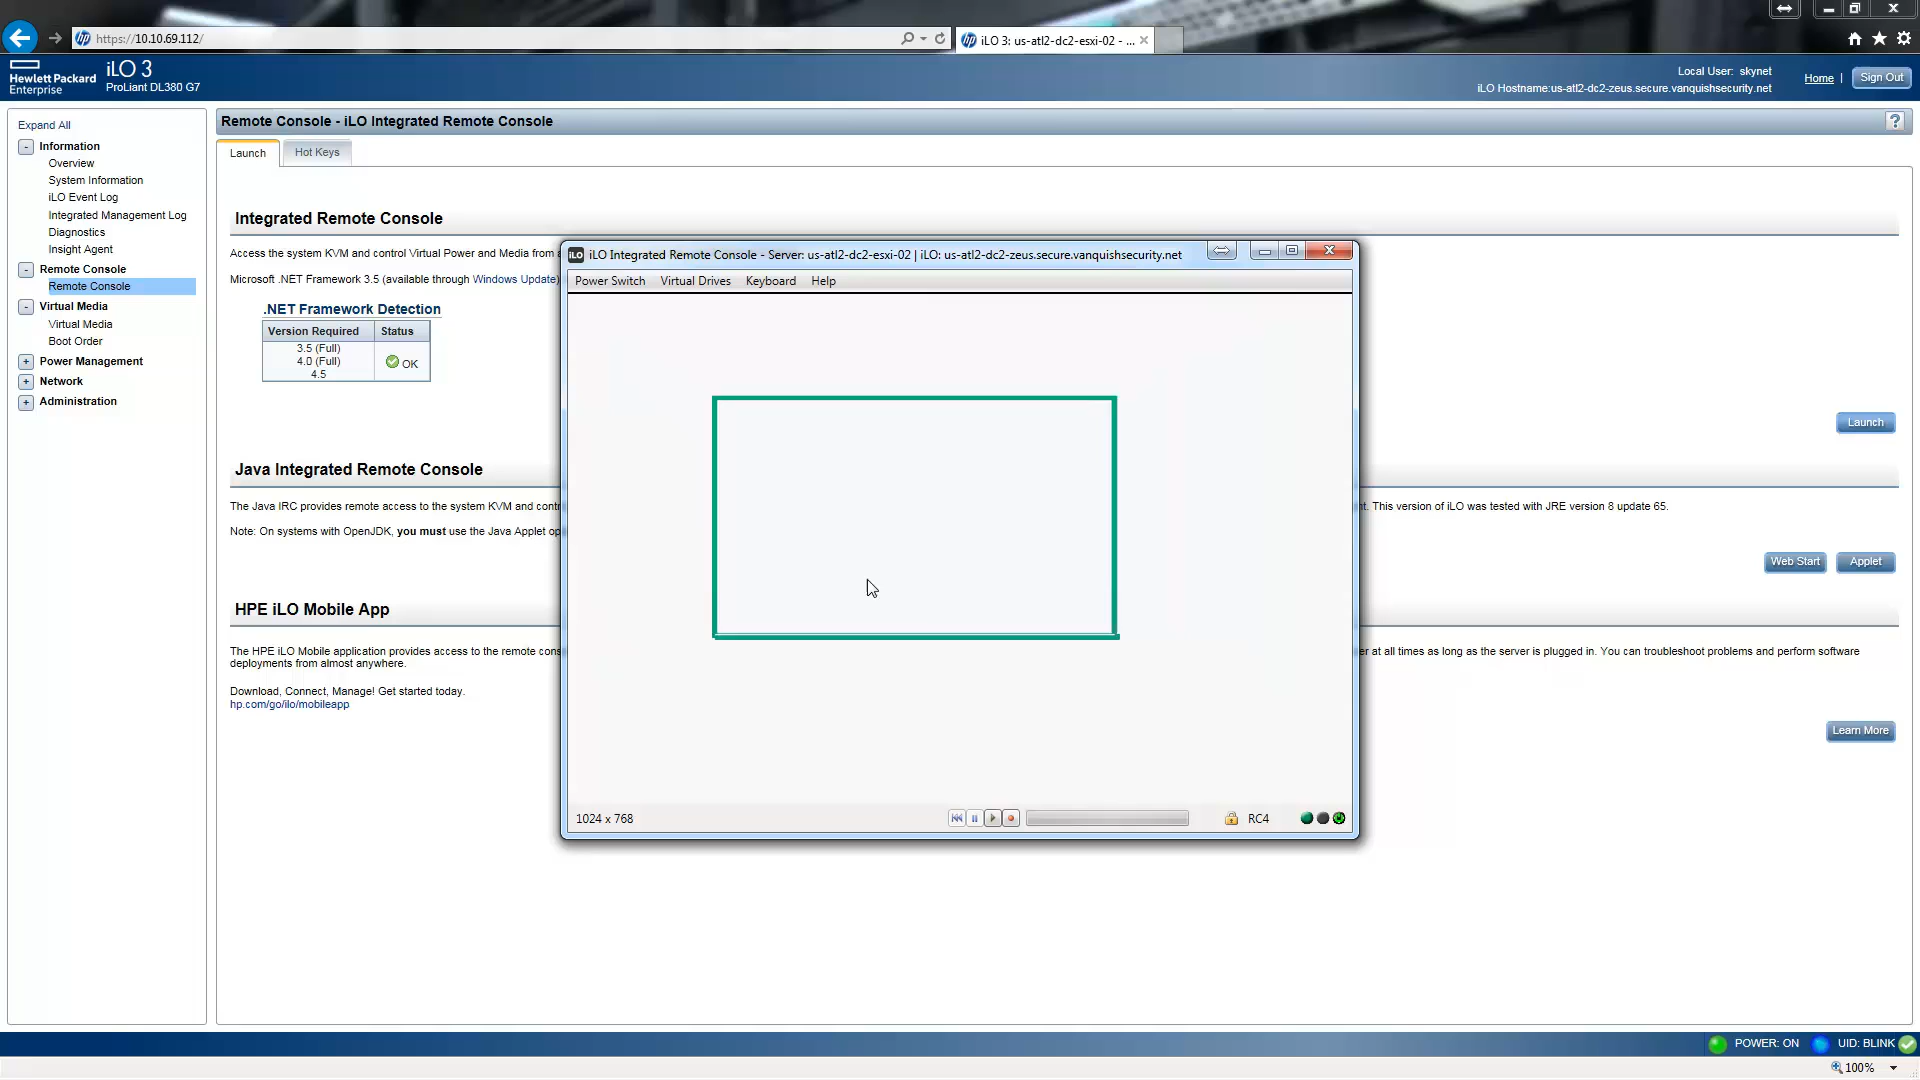 https://10.10.69.112/
iLO 3: us-atl2-dc2-esxi-02 - ...
Hewlett Packard
Enterprise
iLO 3
ProLiant DL380 G7
Local User: skynet
iLO Hostname:us-atl2-dc2-zeus.secure.vanquishsecurity.net
Home |
Sign Out
Expand All
Information
Overview
System Information
iLO Event Log
Integrated Management Log
Diagnostics
Insight Agent
Remote Console
Remote Console
Virtual Media
Virtual Media
Boot Order
Power Management
Network
Administration
Remote Console - iLO Integrated Remote Console
?
Launch
Hot Keys
Integrated Remote Console
Access the system KVM and control Virtual Power and Media from
Microsoft .NET Framework 3.5 (available through Windows Update)
.NET Framework Detection
Version Required Status
3.5 (Full)
4.0 (Full)
4.5
OK
Launch
Java Integrated Remote Console
The Java IRC provides remote access to the system KVM and
t. This version of iLO was tested with JRE version 8 update 65.
Note: On systems with OpenJDK, you must use the Java Applet
Web Start
Applet
HPE iLO Mobile App
The HPE iLO Mobile application provides access to the remote
er at all times as long as the server is plugged in. You can troubleshoot problems and perform software
deployments from almost anywhere.
Download, Connect, Manage! Get started today.
hp.com/go/ilo/mobileapp
Learn More
iLO Integrated Remote Console - Server: us-atl2-dc2-esxi-02 | iLO: us-atl2-dc2-zeus.secure.vanquishsecurity.net
Power Switch Virtual Drives Keyboard Help
1024 x 768
RC4
POWER: ON
UID: BLINK
100%